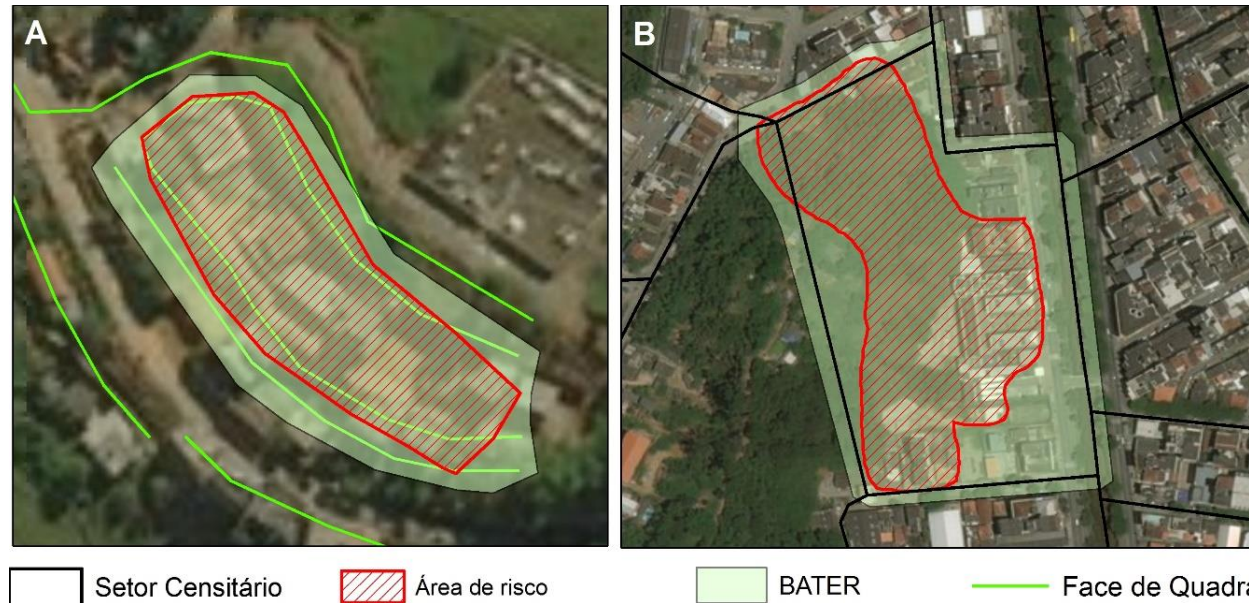 A
B
Setor Censitário
Área de risco
BATER
Face de Quadra